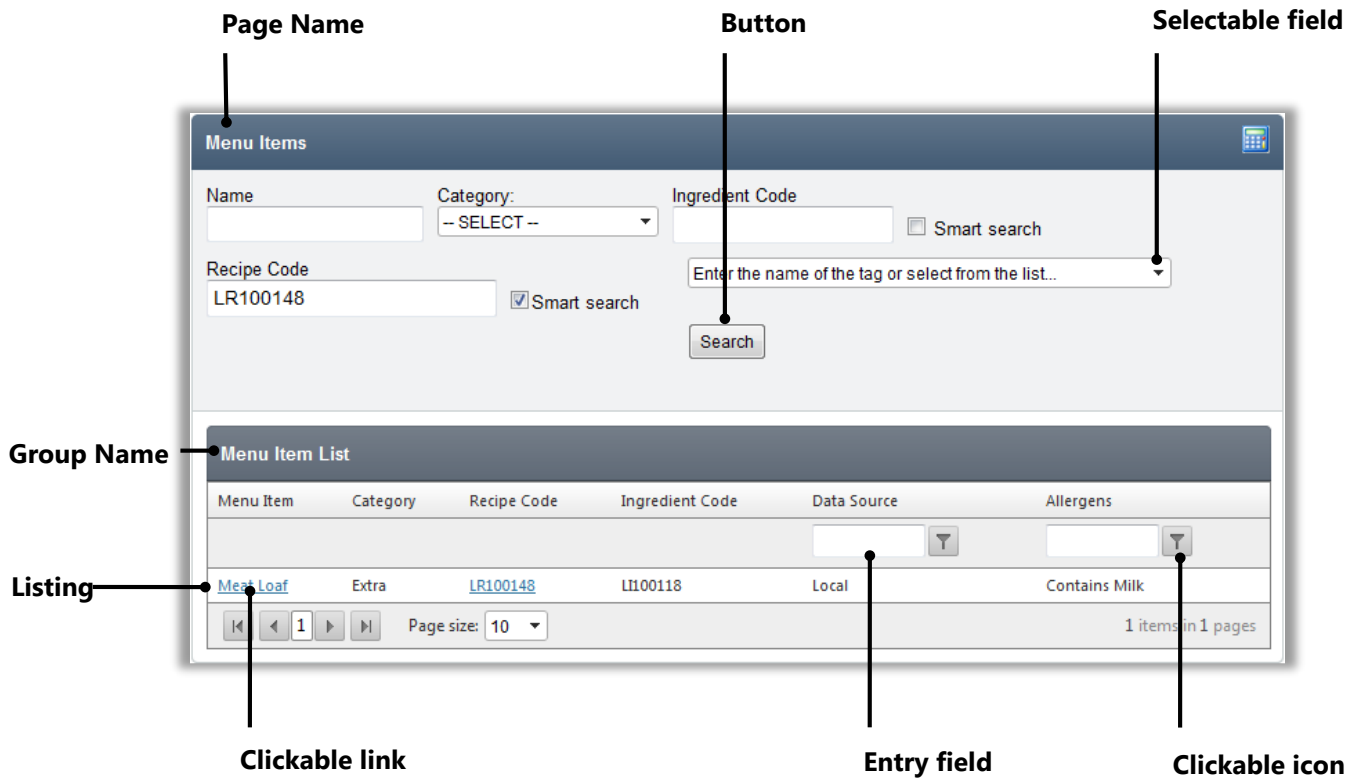 Page Name
Button
Selectable field
Menu Items
Name
Category:
Ingredient Code
-- SELECT --
Smart search
Recipe Code
Enter the name of the tag or select from the list...
LR100148
Smart search
Search
Group Name
Menu Item List
Menu Item Category Recipe Code Ingredient Code Data Source Allergens
Listing
Meat Loaf Extra LR100148 LI100118 Local Contains Milk
1 Page size: 10 1 items in 1 pages
Clickable link
Entry field
Clickable icon